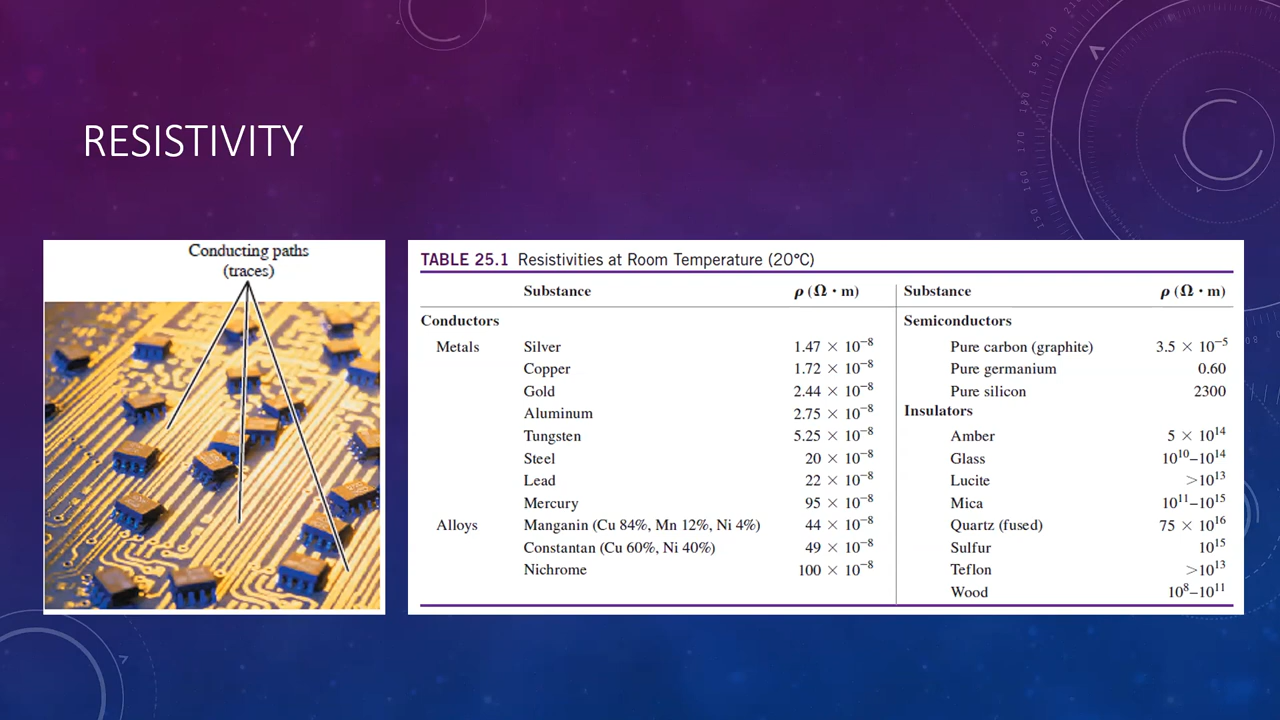 RESISTIVITY
Conducting paths
(traces)
TABLE 25.1 Resistivities at Room Temperature (20°C)
Substance ρ (Ω · m) Substance ρ (Ω · m)
Conductors Semiconductors
Metals Silver 1.47 × 10⁻⁸ Pure carbon (graphite) 3.5 × 10⁻⁵
Copper 1.72 × 10⁻⁸ Pure germanium 0.60
Gold 2.44 × 10⁻⁸ Pure silicon 2300
Aluminum 2.75 × 10⁻⁸ Insulators
Tungsten 5.25 × 10⁻⁸ Amber 5 × 10¹⁴
Steel 20 × 10⁻⁸ Glass 10¹⁰–10¹⁴
Lead 22 × 10⁻⁸ Lucite >10¹³
Mercury 95 × 10⁻⁸ Mica 10¹¹–10¹⁵
Alloys Manganin (Cu 84%, Mn 12%, Ni 4%) 44 × 10⁻⁸ Quartz (fused) 75 × 10¹⁶
Constantan (Cu 60%, Ni 40%) 49 × 10⁻⁸ Sulfur 10¹⁵
Nichrome 100 × 10⁻⁸ Teflon >10¹³
Wood 10⁸–10¹¹
200
190
180
170
160
150